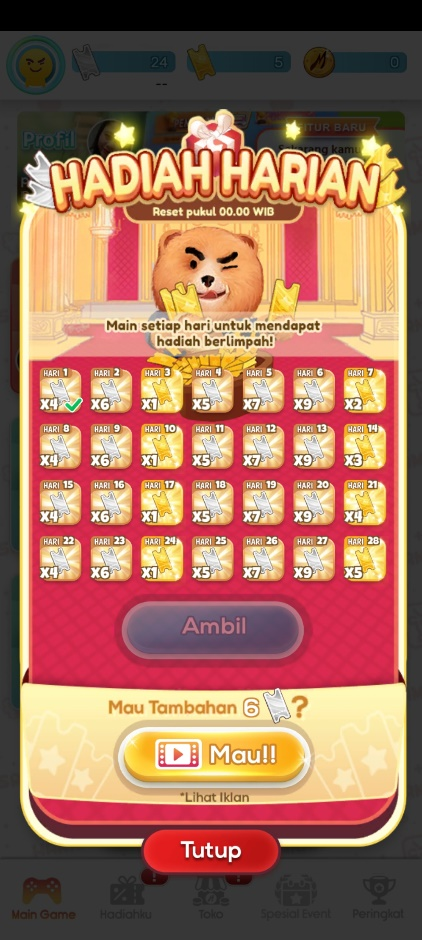 24
5
0
Profil
FITUR BARU
Sekarang kamu
HADIAH HARIAN
Reset pukul 00.00 WIB
Main setiap hari untuk mendapat
hadiah berlimpah!
HARI 1 HARI 2 HARI 3 HARI 4 HARI 5 HARI 6 HARI 7
X4 X6 X1 X5 X7 X9 X2
HARI 8 HARI 9 HARI 10 HARI 11 HARI 12 HARI 13 HARI 14
X4 X6 X1 X5 X7 X9 X3
HARI 15 HARI 16 HARI 17 HARI 18 HARI 19 HARI 20 HARI 21
X4 X6 X1 X5 X7 X9 X4
HARI 22 HARI 23 HARI 24 HARI 25 HARI 26 HARI 27 HARI 28
X4 X6 X1 X5 X7 X9 X5
Ambil
Mau Tambahan 6 ?
Mau!!
*Lihat Iklan
Tutup
Main Game Hadiahku Toko Spesial Event Peringkat